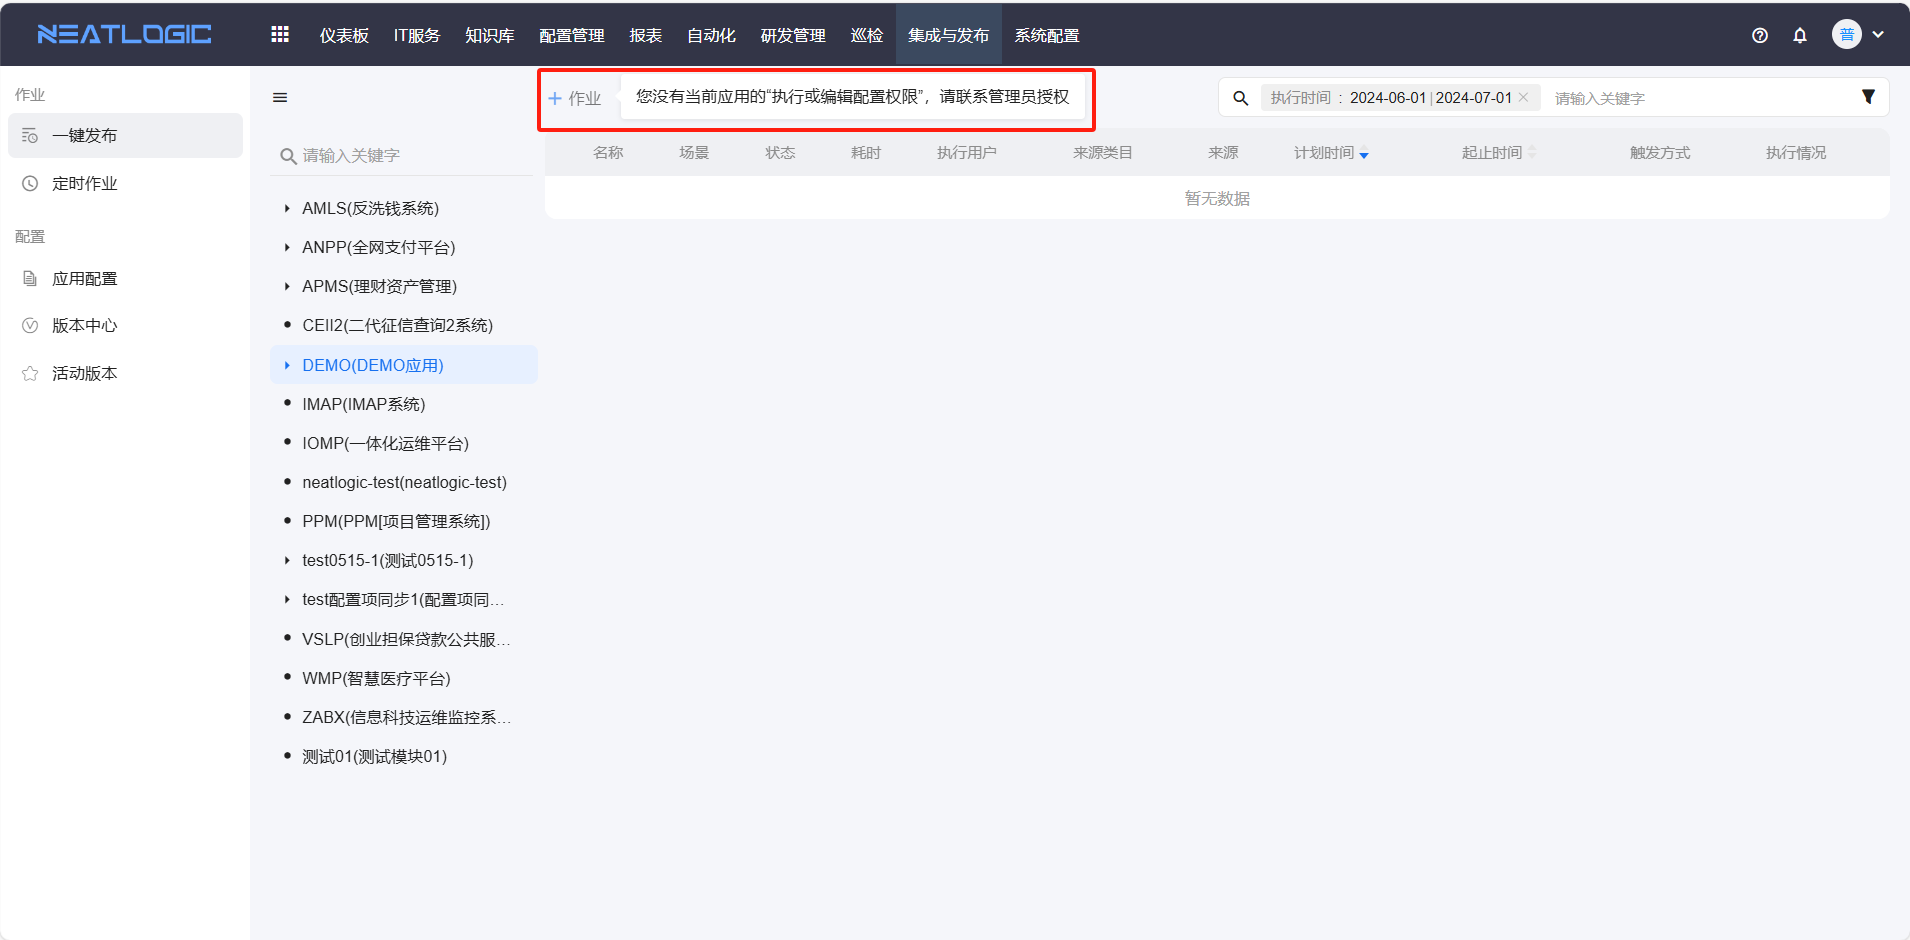 NEATLOGIC 仪表板 IT服务 知识库 配置管理 报表 自动化 研发管理 巡检 集成与发布 系统配置 普
作业
一键发布
定时作业
配置
应用配置
版本中心
活动版本
请输入关键字
AMLS(反洗钱系统)
ANPP(全网支付平台)
APMS(理财资产管理)
CEII2(二代征信查询2系统)
DEMO(DEMO应用)
IMAP(IMAP系统)
IOMP(一体化运维平台)
neatlogic-test(neatlogic-test)
PPM(PPM[项目管理系统])
test0515-1(测试0515-1)
test配置项同步1(配置项同...
VSLP(创业担保贷款公共服...
WMP(智慧医疗平台)
ZABX(信息科技运维监控系...
测试01(测试模块01)
作业 您没有当前应用的“执行或编辑配置权限”，请联系管理员授权
执行时间 : 2024-06-01|2024-07-01 请输入关键字
名称 场景 状态 耗时 执行用户 来源类目 来源 计划时间 起止时间 触发方式 执行情况
暂无数据